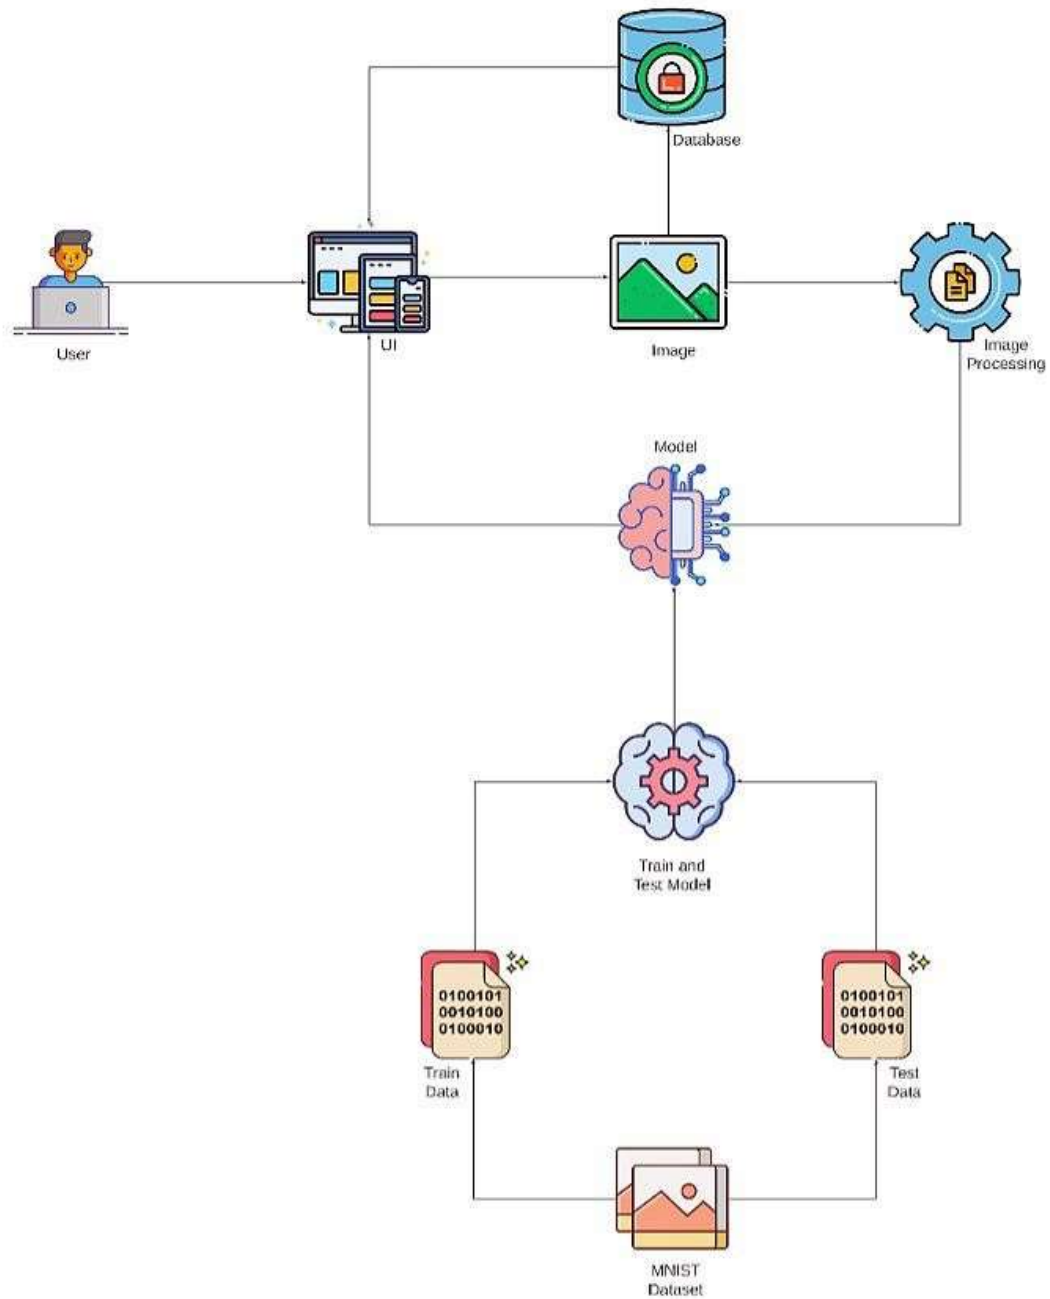 Database
User
UI
Image
Image
Processing
Model
Train and
Test Model
0100101
0010100
0100010
0100101
0010100
0100010
Train
Data
Test
Data
MNIST
Dataset